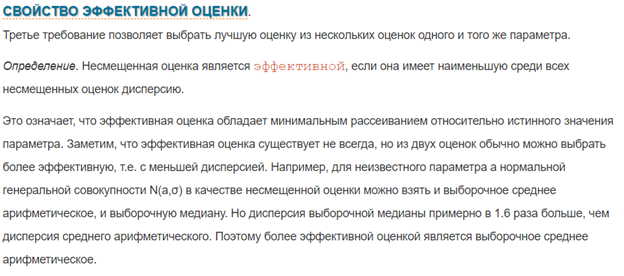 СВОЙСТВО ЭФФЕКТИВНОЙ ОЦЕНКИ.
Третье требование позволяет выбрать лучшую оценку из нескольких оценок одного и того же параметра.
Определение. Несмещенная оценка является эффективной, если она имеет наименьшую среди всех
несмещенных оценок дисперсию.
Это означает, что эффективная оценка обладает минимальным рассеиванием относительно истинного значения
параметра. Заметим, что эффективная оценка существует не всегда, но из двух оценок обычно можно выбрать
более эффективную, т.е. с меньшей дисперсией. Например, для неизвестного параметра a нормальной
генеральной совокупности N(a,σ) в качестве несмещенной оценки можно взять и выборочное среднее
арифметическое, и выборочную медиану. Но дисперсия выборочной медианы примерно в 1.6 раза больше, чем
дисперсия среднего арифметического. Поэтому более эффективной оценкой является выборочное среднее
арифметическое.